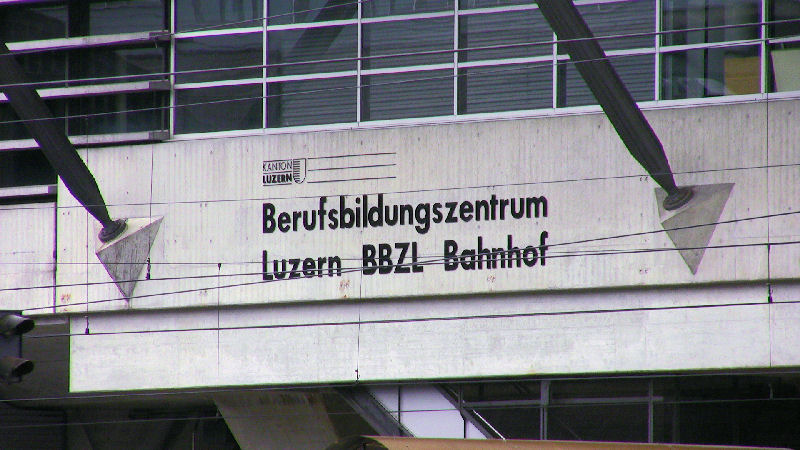 KANTON
LUZERN
Berufsbildungszentrum
Luzern BBZL Bahnhof